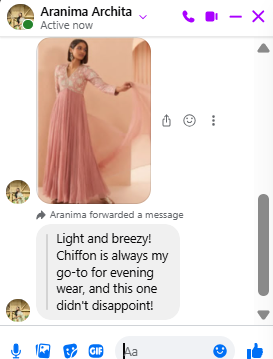 Aranima Archita
Active now
Aranima forwarded a message
Light and breezy!
Chiffon is always my
go-to for evening
wear, and this one
didn't disappoint!
GIF
Aa